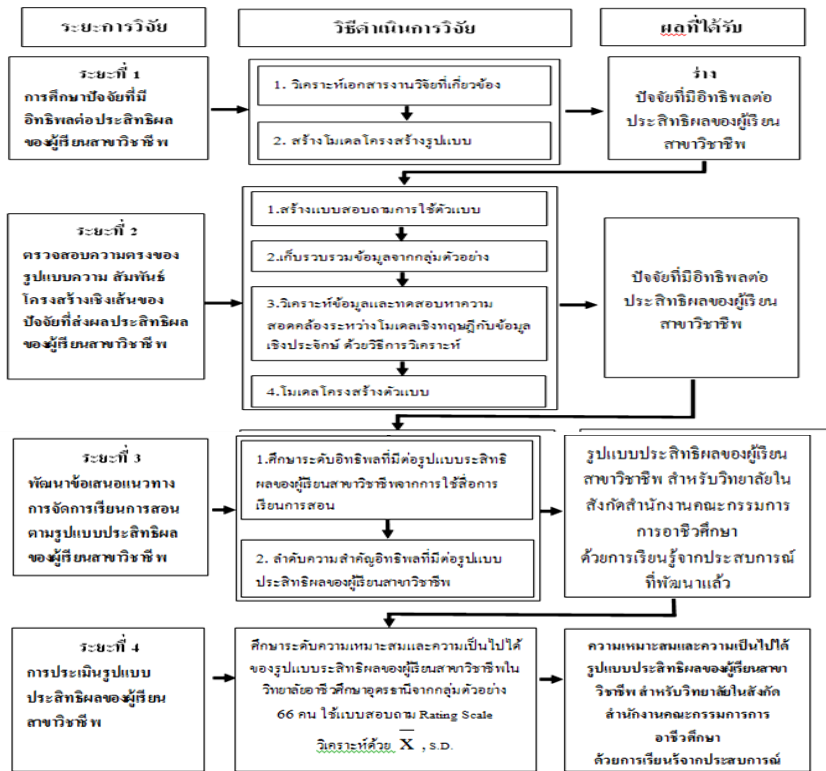 ระยะการวิจัย
วิธีดำเนินการวิจัย
ผลที่ได้รับ
ระยะที่ 1
การศึกษาปัจจัยที่มี
อิทธิพลต่อประสิทธิผล
ของผู้เรียนสาขาวิชาชีพ
1. วิเคราะห์เอกสารงานวิจัยที่เกี่ยวข้อง
2. สร้างโมเดลโครงสร้างรูปแบบ
ร่าง
ปัจจัยที่มีอิทธิพลต่อ
ประสิทธิผลของผู้เรียน
สาขาวิชาชีพ
ระยะที่ 2
ตรวจสอบความตรงของ
รูปแบบความ สัมพันธ์
โครงสร้างเชิงเส้นของ
ปัจจัยที่ส่งผลประสิทธิผล
ของผู้เรียนสาขาวิชาชีพ
1.สร้างแบบสอบถามการใช้ตัวแบบ
2.เก็บรวบรวมข้อมูลจากกลุ่มตัวอย่าง
3.วิเคราะห์ข้อมูลและทดสอบหาความ
สอดคล้องระหว่างโมเดลเชิงทฤษฎีกับข้อมูล
เชิงประจักษ์ ด้วยวิธีการวิเคราะห์
4.โมเดลโครงสร้างตัวแบบ
ปัจจัยที่มีอิทธิพลต่อ
ประสิทธิผลของผู้เรียน
สาขาวิชาชีพ
ระยะที่ 3
พัฒนาข้อเสนอแนวทาง
การจัดการเรียนการสอน
ตามรูปแบบประสิทธิผล
ของผู้เรียนสาขาวิชาชีพ
1.ศึกษาระดับอิทธิพลที่มีต่อรูปแบบประสิทธิ
ผลของผู้เรียนสาขาวิชาชีพจากการใช้สื่อการ
เรียนการสอน
2. ลำดับความสำคัญอิทธิพลที่มีต่อรูปแบบ
ประสิทธิผลของผู้เรียนสาขาวิชาชีพ
รูปแบบประสิทธิผลของผู้เรียน
สาขาวิชาชีพ สำหรับวิทยาลัยใน
สังกัดสำนักงานคณะกรรมการ
การอาชีวศึกษา
ด้วยการเรียนรู้จากประสบการณ์
ที่พัฒนาแล้ว
ระยะที่ 4
การประเมินรูปแบบ
ประสิทธิผลของผู้เรียน
สาขาวิชาชีพ
ศึกษาระดับความเหมาะสมและความเป็นไปได้
ของรูปแบบประสิทธิผลของผู้เรียนสาขาวิชาชีพใน
วิทยาลัยอาชีวศึกษาอุดรธานีจากกลุ่มตัวอย่าง
66 คน ใช้แบบสอบถาม Rating Scale
วิเคราะห์ด้วย X̄ , S.D.
ความเหมาะสมและความเป็นไปได้
รูปแบบประสิทธิผลของผู้เรียนสาขา
วิชาชีพ สำหรับวิทยาลัยในสังกัด
สำนักงานคณะกรรมการการ
อาชีวศึกษา
ด้วยการเรียนรู้จากประสบการณ์